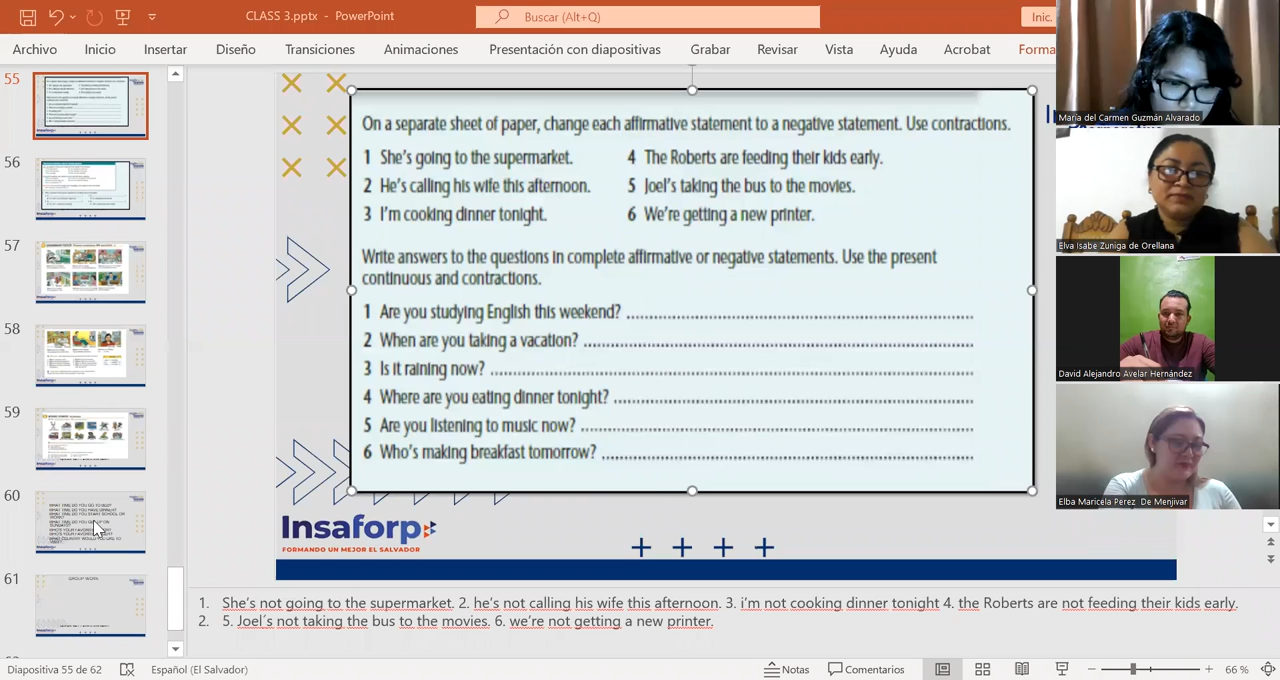 CLASS 3.pptx - PowerPoint
Buscar (Alt+Q)
Inic.
Archivo Inicio Insertar Diseño Transiciones Animaciones Presentación con diapositivas Grabar Revisar Vista Ayuda Acrobat Forma
55
56
57
58
59
60
61
On a separate sheet of paper, change each affirmative statement to a negative statement. Use contractions.
1 She's going to the supermarket.
2 He's calling his wife this afternoon.
3 I'm cooking dinner tonight.
4 The Roberts are feeding their kids early.
5 Joel's taking the bus to the movies.
6 We're getting a new printer.
Write answers to the questions in complete affirmative or negative statements. Use the present
continuous and contractions.
1 Are you studying English this weekend?
2 When are you taking a vacation?
3 Is it raining now?
4 Where are you eating dinner tonight?
5 Are you listening to music now?
6 Who's making breakfast tomorrow?
Insaforp
FORMANDO UN MEJOR EL SALVADOR
1. She's not going to the supermarket. 2. he's not calling his wife this afternoon. 3. i'm not cooking dinner tonight 4. the Roberts are not feeding their kids early.
2. 5. Joel´s not taking the bus to the movies. 6. we're not getting a new printer.
Diapositiva 55 de 62 Español (El Salvador) Notas Comentarios 66 %
María del Carmen Guzmán Alvarado
Elva Isabe Zuniga de Orellana
David Alejandro Avelar Hernández
Elba Maricela Perez De Menjivar